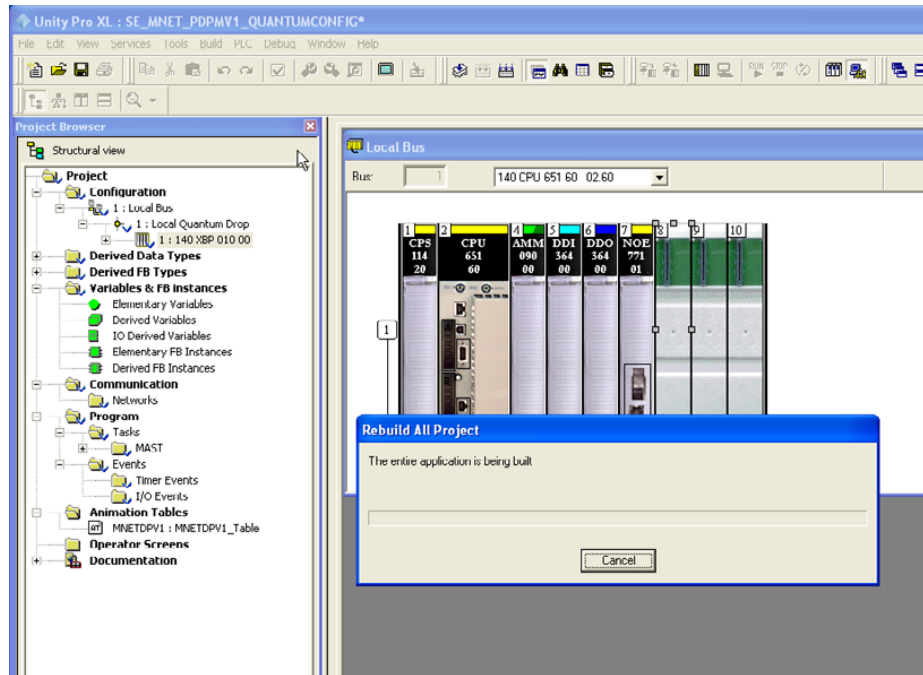 Unity Pro XL : SE_MNET_PDPMV1_QUANTUMCONFIG*
File Edit View Services Tools Build PLC Debug Window Help
RUN STOP
Project Browser
Structural view
Project
Configuration
1 : Local Bus
1 : Local Quantum Drop
1 : 140 XBP 010 00
Derived Data Types
Derived FB Types
Variables & FB instances
Elementary Variables
Derived Variables
IO Derived Variables
Elementary FB Instances
Derived FB Instances
Communication
Networks
Program
Tasks
MAST
Events
Timer Events
I/O Events
Animation Tables
MNETDPV1 : MNETDPV1_Table
Operator Screens
Documentation
Local Bus
Bus: 1 140 CPU 651 60 02.60
1 2 4 5 6 7 8 9 10
CPS CPU AMM DDI DDO NOE
114 651 090 364 364 771
20 60 00 00 00 01
1
Rebuild All Project
The entire application is being built
Cancel